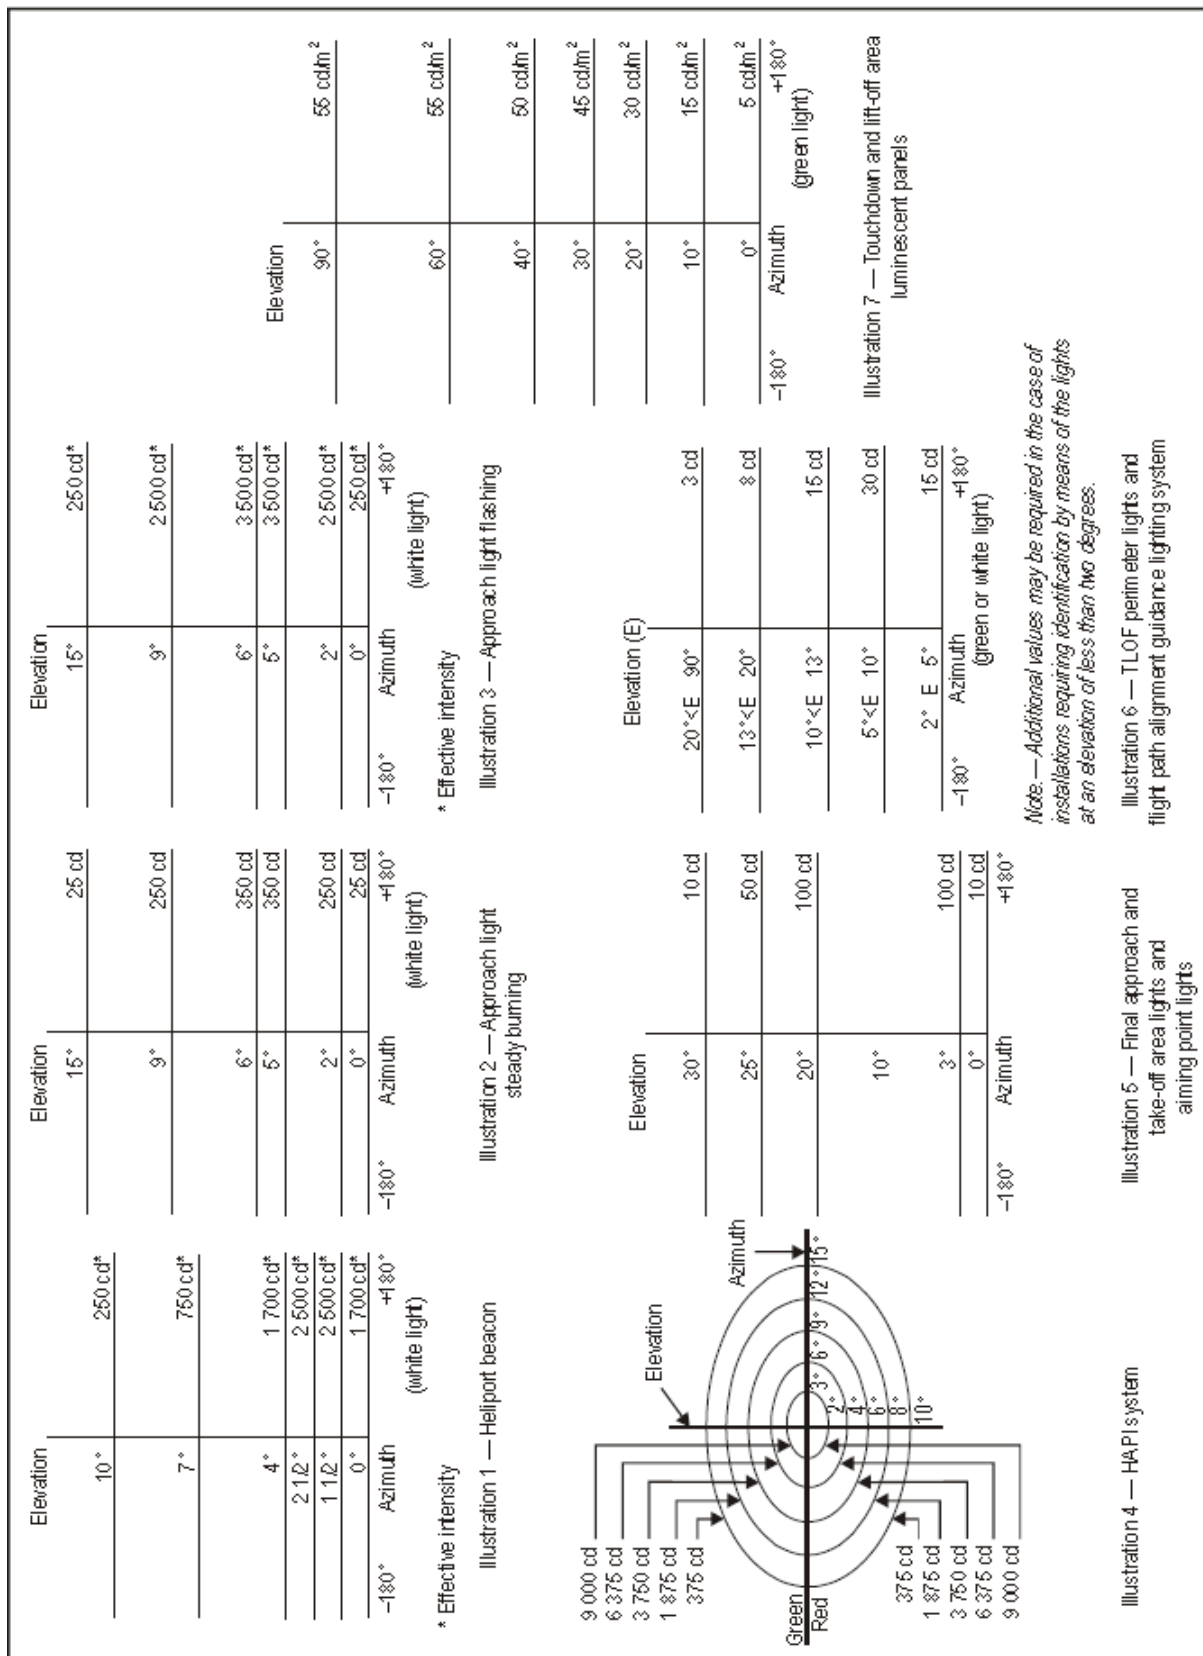 Elevation
10° 250 cd*
7° 750 cd*
4° 1 700 cd*
2 1/2° 2 500 cd*
1 1/2° 2 500 cd*
0° 1 700 cd*
–180° Azimuth +180°
(white light)
* Effective intensity
Illustration 1 — Heliport beacon
Elevation
15° 25 cd
9° 250 cd
6° 350 cd
5° 350 cd
2° 250 cd
0° 25 cd
–180° Azimuth +180°
(white light)
Illustration 2 — Approach light
steady burning
Elevation
15° 250 cd*
9° 2 500 cd*
6° 3 500 cd*
5° 3 500 cd*
2° 2 500 cd*
0° 250 cd*
–180° Azimuth +180°
(white light)
* Effective intensity
Illustration 3 — Approach light flashing
Elevation
90° 55 cd/m²
60° 55 cd/m²
40° 50 cd/m²
30° 45 cd/m²
20° 30 cd/m²
10° 15 cd/m²
0° 5 cd/m²
–180° Azimuth +180°
(green light)
Illustration 7 — Touchdown and lift-off area
luminescent panels
9 000 cd
6 375 cd
3 750 cd
1 875 cd
375 cd
Elevation
Azimuth
Green
Red
3° 6° 9° 12° 15°
2°
4°
6°
8°
10°
375 cd
1 875 cd
3 750 cd
6 375 cd
9 000 cd
Illustration 4 — HAPI system
Elevation
30° 10 cd
25° 50 cd
20° 100 cd
10°
3° 100 cd
0° 10 cd
–180° Azimuth +180°
Illustration 5 — Final approach and
take-off area lights and
aiming point lights
Elevation (E)
20°<E 90° 3 cd
13°<E 20° 8 cd
10°<E 13° 15 cd
5°<E 10° 30 cd
2° E 5° 15 cd
–180° Azimuth +180°
(green or white light)
Note.— Additional values may be required in the case of
installations requiring identification by means of the lights
at an elevation of less than two degrees.
Illustration 6 — TLOF perimeter lights and
flight path alignment guidance lighting system